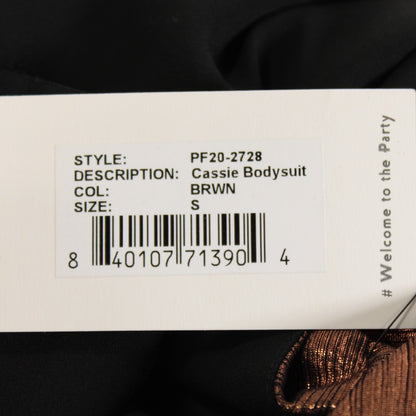 STYLE: PF20-2728
DESCRIPTION: Cassie Bodysuit
COL: BRWN
SIZE: S
8 40107 71390 4
# Welcome to the Party